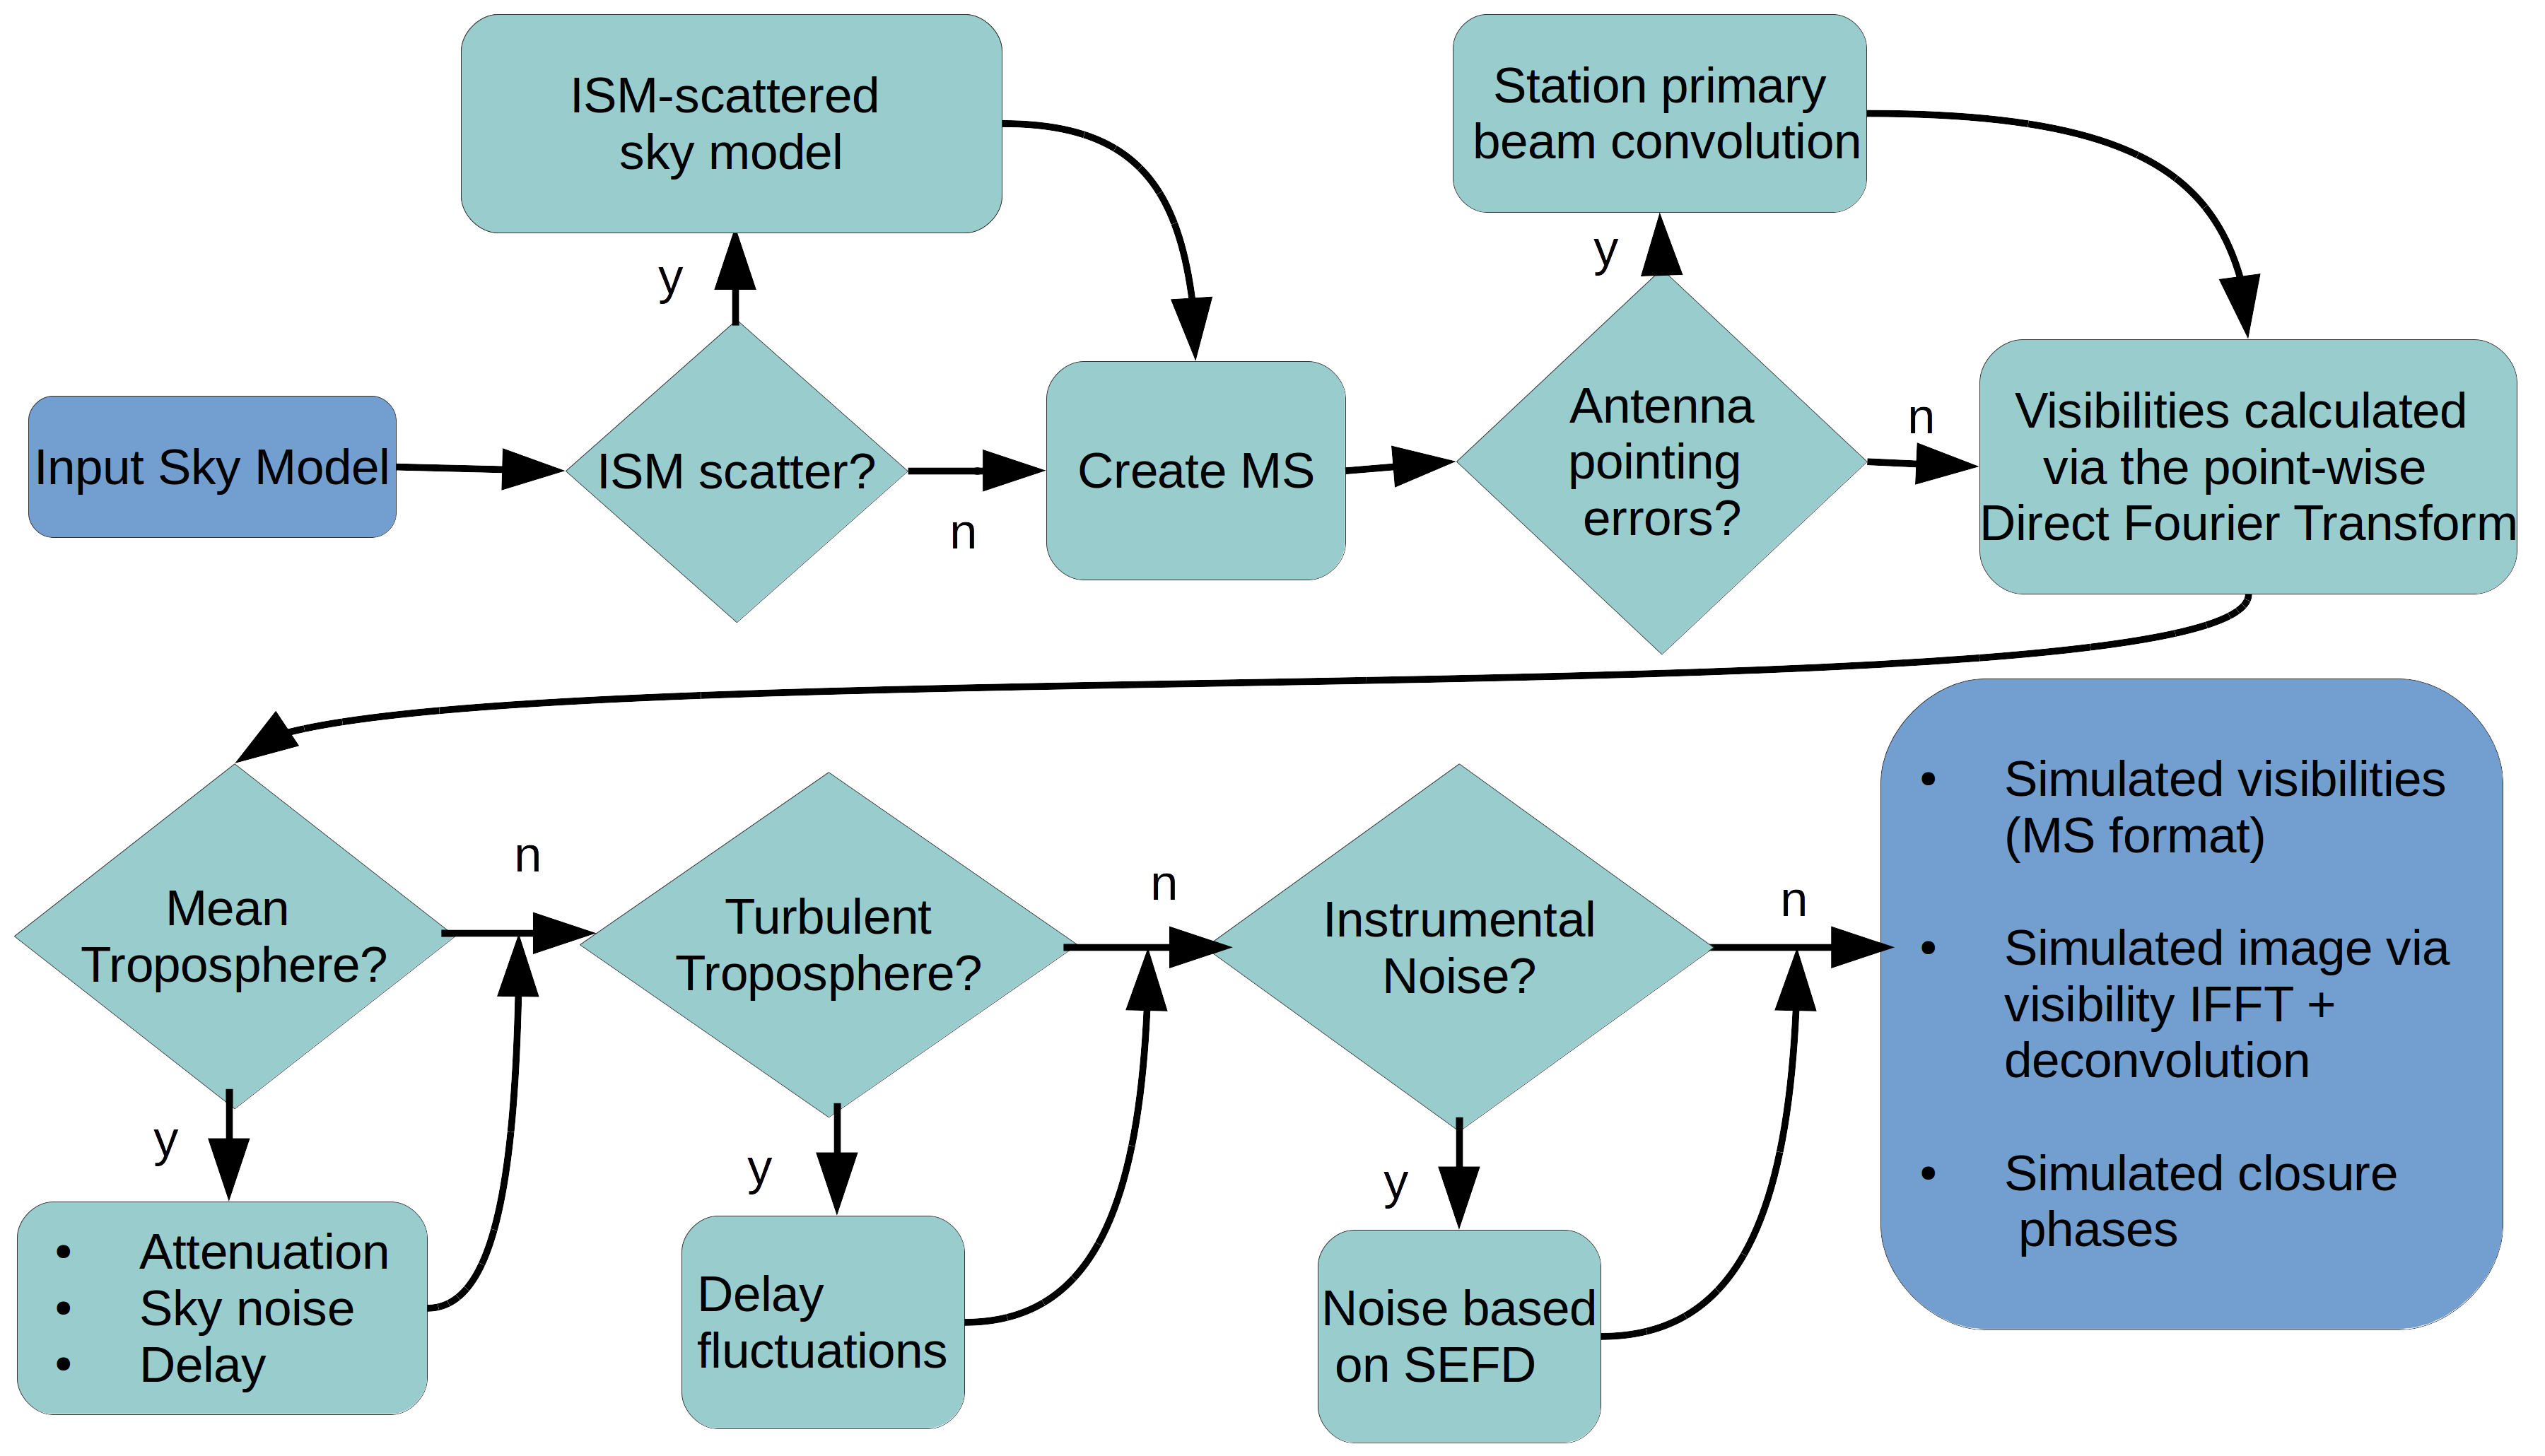 ISM-scattered
sky model
Station primary
beam convolution
y
y
Input Sky Model
ISM scatter?
n
Create MS
Antenna
pointing
errors?
n
Visibilities calculated
via the point-wise
Direct Fourier Transform
Mean
Troposphere?
n
y
• Attenuation
• Sky noise
• Delay
Turbulent
Troposphere?
n
y
Delay
fluctuations
Instrumental
Noise?
n
y
Noise based
on SEFD
• Simulated visibilities
(MS format)
• Simulated image via
visibility IFFT +
deconvolution
• Simulated closure
phases